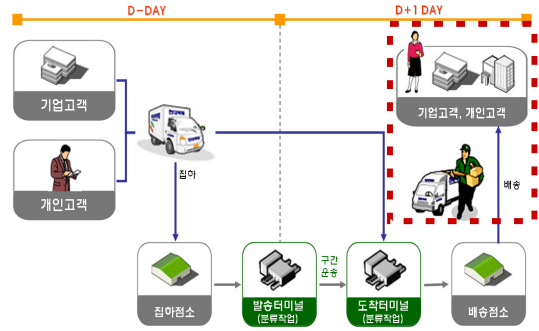 D-DAY
D+1 DAY
기업고객
기업고객, 개인고객
개인고객
집하
배송
구간
운송
집하점소
발송터미널
(분류작업)
도착터미널
(분류작업)
배송점소